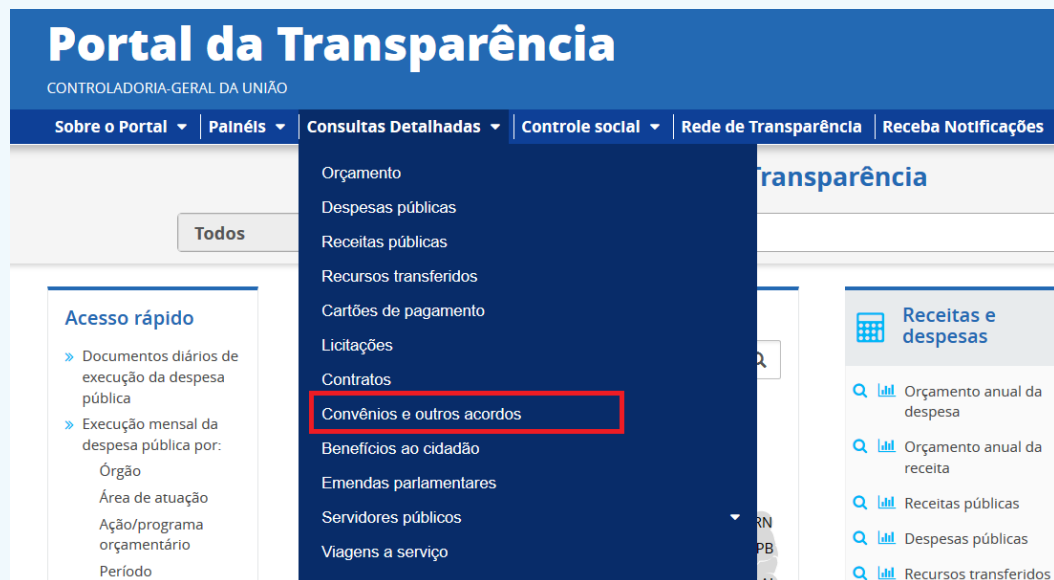 Portal da Transparência
CONTROLADORIA-GERAL DA UNIÃO
Sobre o Portal
Painéis
Consultas Detalhadas
Controle social
Rede de Transparência
Receba Notificações
Transparência
Todos
Orçamento
Despesas públicas
Receitas públicas
Recursos transferidos
Cartões de pagamento
Licitações
Contratos
Convênios e outros acordos
Benefícios ao cidadão
Emendas parlamentares
Servidores públicos
Viagens a serviço
Acesso rápido
Documentos diários de
execução da despesa
pública
Execução mensal da
despesa pública por:
Órgão
Área de atuação
Ação/programa
orçamentário
Período
RN
PB
Receitas e
despesas
Orçamento anual da
despesa
Orçamento anual da
receita
Receitas públicas
Despesas públicas
Recursos transferidos